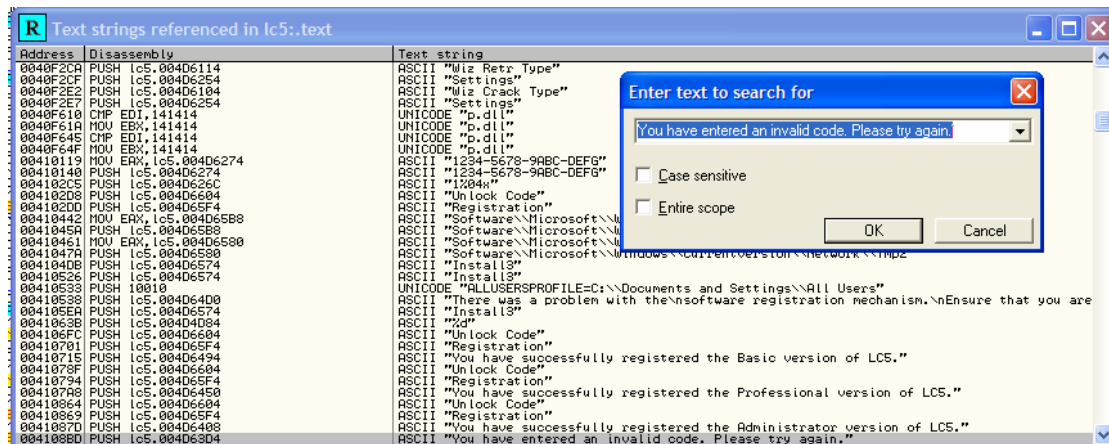 R Text strings referenced in lc5:.text
Address Disassembly Text string
0040F2CA PUSH lc5.004D6114 ASCII "Wiz Retr Type"
0040F2CF PUSH lc5.004D6254 ASCII "Settings"
0040F2E2 PUSH lc5.004D6104 ASCII "Wiz Crack Type"
0040F2E7 PUSH lc5.004D6254 ASCII "Settings"
0040F610 CMP EDI,141414 UNICODE "p.dll"
0040F61A MOV EBX,141414 UNICODE "p.dll"
0040F645 CMP EDI,141414 UNICODE "p.dll"
0040F64F MOV EBX,141414 UNICODE "p.dll"
00410119 MOV EAX,lc5.004D6274 ASCII "1234-5678-9ABC-DEFG"
00410140 PUSH lc5.004D6274 ASCII "1234-5678-9ABC-DEFG"
004102C5 PUSH lc5.004D626C ASCII "1%04x"
004102D8 PUSH lc5.004D6604 ASCII "Unlock Code"
004102DD PUSH lc5.004D65F4 ASCII "Registration"
00410442 MOV EAX,lc5.004D65B8 ASCII "Software\\Microsoft\\
0041045A PUSH lc5.004D65B8 ASCII "Software\\Microsoft\\
00410461 MOV EAX,lc5.004D6580 ASCII "Software\\Microsoft\\
0041047A PUSH lc5.004D6580 ASCII "Software\\Microsoft\\Windows\\CurrentVersion\\Network\\Tmp2"
004104DB PUSH lc5.004D6574 ASCII "Install3"
00410526 PUSH lc5.004D6574 ASCII "Install3"
00410533 PUSH 10010 UNICODE "ALLUSERSPROFILE=C:\\Documents and Settings\\All Users"
00410538 PUSH lc5.004D64D0 ASCII "There was a problem with the\nsoftware registration mechanism.\nEnsure that you are
004105EA PUSH lc5.004D6574 ASCII "Install3"
0041063B PUSH lc5.004D4D84 ASCII "%d"
004106FC PUSH lc5.004D6604 ASCII "Unlock Code"
00410701 PUSH lc5.004D65F4 ASCII "Registration"
00410715 PUSH lc5.004D6494 ASCII "You have successfully registered the Basic version of LC5."
0041078F PUSH lc5.004D6604 ASCII "Unlock Code"
00410794 PUSH lc5.004D65F4 ASCII "Registration"
004107A8 PUSH lc5.004D6450 ASCII "You have successfully registered the Professional version of LC5."
00410864 PUSH lc5.004D6604 ASCII "Unlock Code"
00410869 PUSH lc5.004D65F4 ASCII "Registration"
0041087D PUSH lc5.004D6408 ASCII "You have successfully registered the Administrator version of LC5."
004108BD PUSH lc5.004D63D4 ASCII "You have entered an invalid code. Please try again."
Enter text to search for
You have entered an invalid code. Please try again.
Case sensitive
Entire scope
OK Cancel